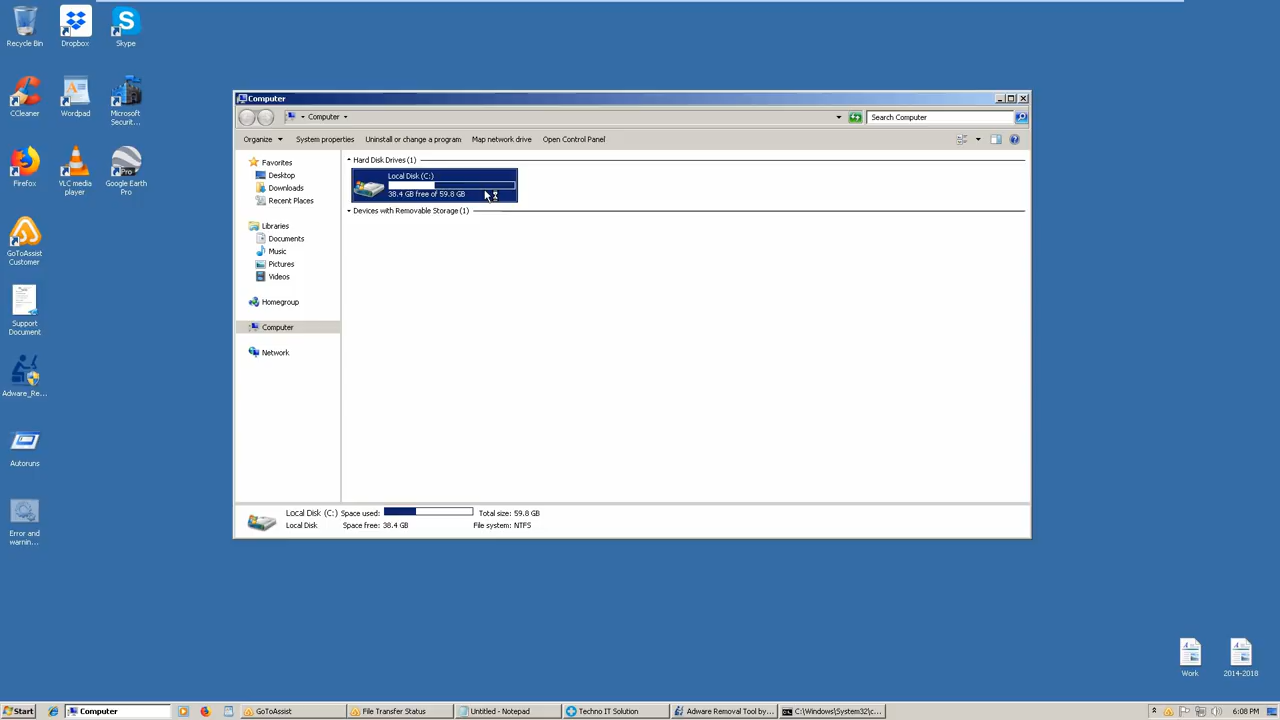 Recycle Bin
Dropbox
Skype
CCleaner
Wordpad
Microsoft
Securit...
Firefox
VLC media
player
Google Earth
Pro
GoToAssist
Customer
Support
Document
Adware_Re...
Autoruns
Error and
warnin...
Computer
Computer
Search Computer
Organize
System properties
Uninstall or change a program
Map network drive
Open Control Panel
Favorites
Desktop
Downloads
Recent Places
Libraries
Documents
Music
Pictures
Videos
Homegroup
Computer
Network
Hard Disk Drives (1)
Local Disk (C:)
38.4 GB free of 59.8 GB
Devices with Removable Storage (1)
Local Disk (C:) Space used: Total size: 59.8 GB
Local Disk Space free: 38.4 GB File system: NTFS
Work
2014-2018
Start
Computer
GoToAssist
File Transfer Status
Untitled - Notepad
Techno IT Solution
Adware Removal Tool by...
C:\Windows\System32\c...
6:08 PM